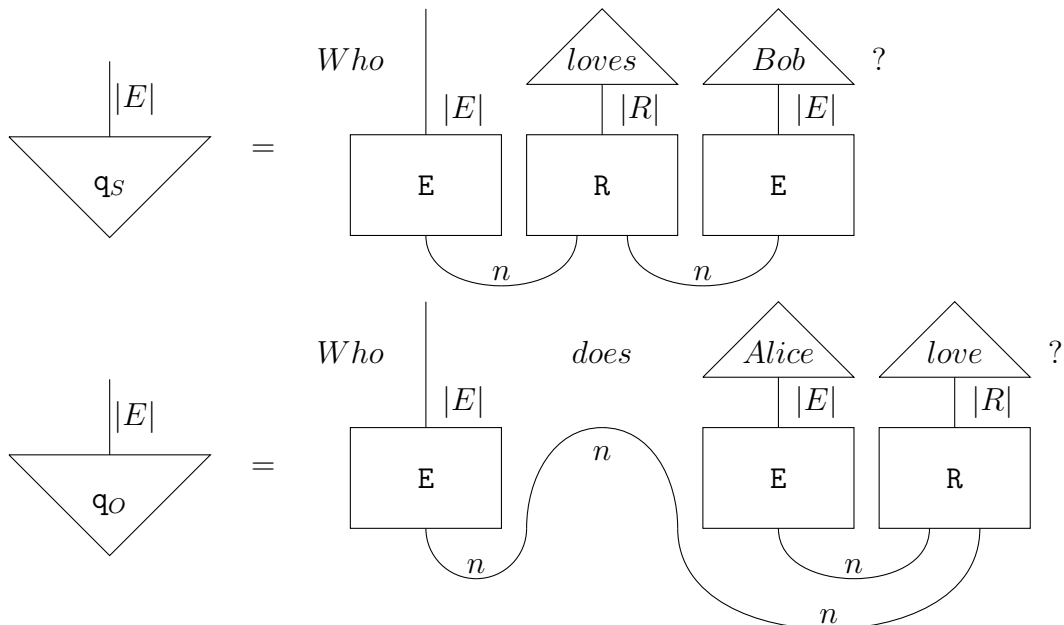 Who loves Bob ?
|E| |E| |R| |E|
q_S = E R E
n n
Who does Alice love ?
|E| |E| |E| |R|
q_O = E n E R
n n
n